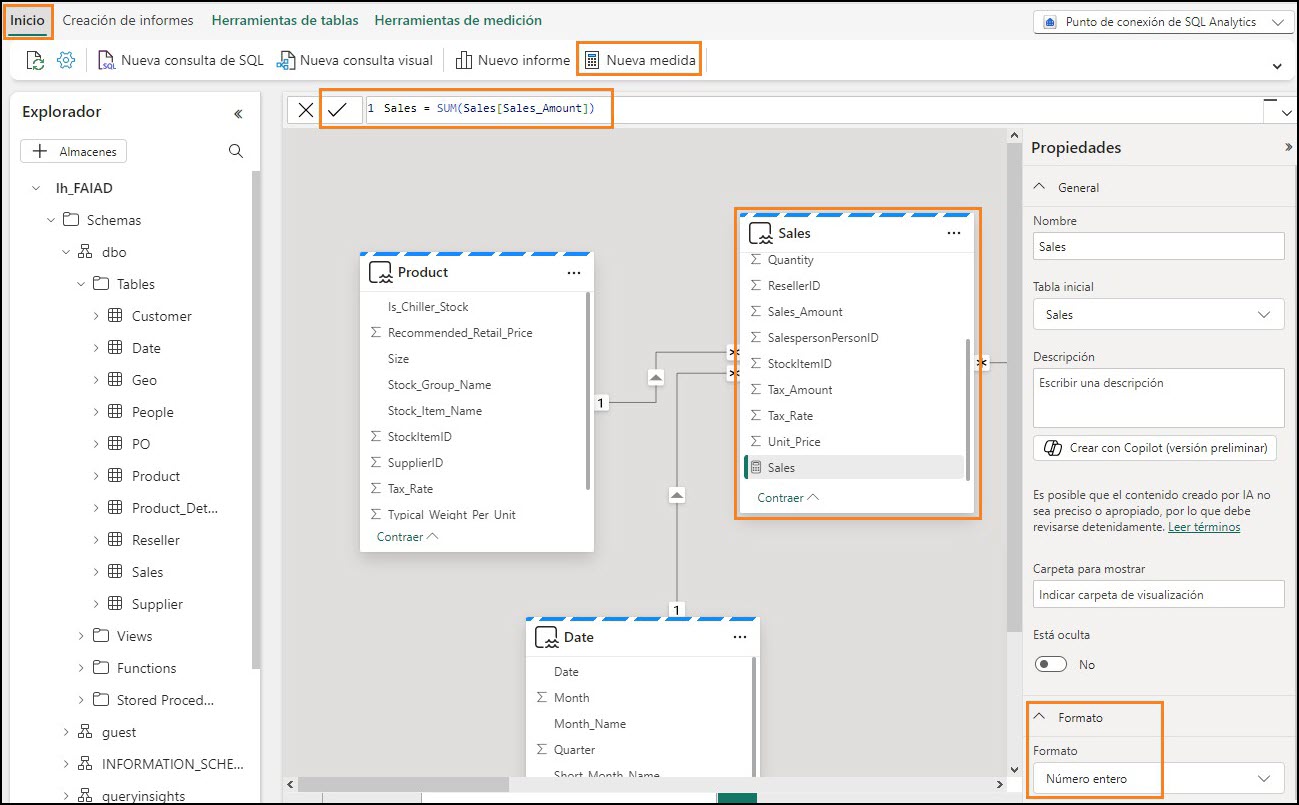 Inicio Creación de informes Herramientas de tablas Herramientas de medición
Punto de conexión de SQL Analytics
SQL Nueva consulta de SQL Nueva consulta visual Nuevo informe Nueva medida
Explorador «
+ Almacenes
lh_FAIAD
Schemas
dbo
Tables
Customer
Date
Geo
People
PO
Product
Product_Det...
Reseller
Sales
Supplier
Views
Functions
Stored Proced...
guest
INFORMATION_SCHE...
queryinsights
1 Sales = SUM(Sales[Sales_Amount])
Product ...
Is_Chiller_Stock
Σ Recommended_Retail_Price
Size
Stock_Group_Name
Stock_Item_Name
Σ StockItemID
Σ SupplierID
Σ Tax_Rate
Σ Typical_Weight_Per_Unit
Contraer
1
Sales ...
Σ Quantity
Σ ResellerID
Σ Sales_Amount
Σ SalespersonPersonID
Σ StockItemID
Σ Tax_Amount
Σ Tax_Rate
Σ Unit_Price
Sales
Contraer
*
*
*
1
Date ...
Date
Σ Month
Month_Name
Σ Quarter
Short_Month_Name
Propiedades »
General
Nombre
Sales
Tabla inicial
Sales
Descripción
Escribir una descripción
Crear con Copilot (versión preliminar)
Es posible que el contenido creado por IA no
sea preciso o apropiado, por lo que debe
revisarse detenidamente. Leer términos
Carpeta para mostrar
Indicar carpeta de visualización
Está oculta
No
Formato
Formato
Número entero